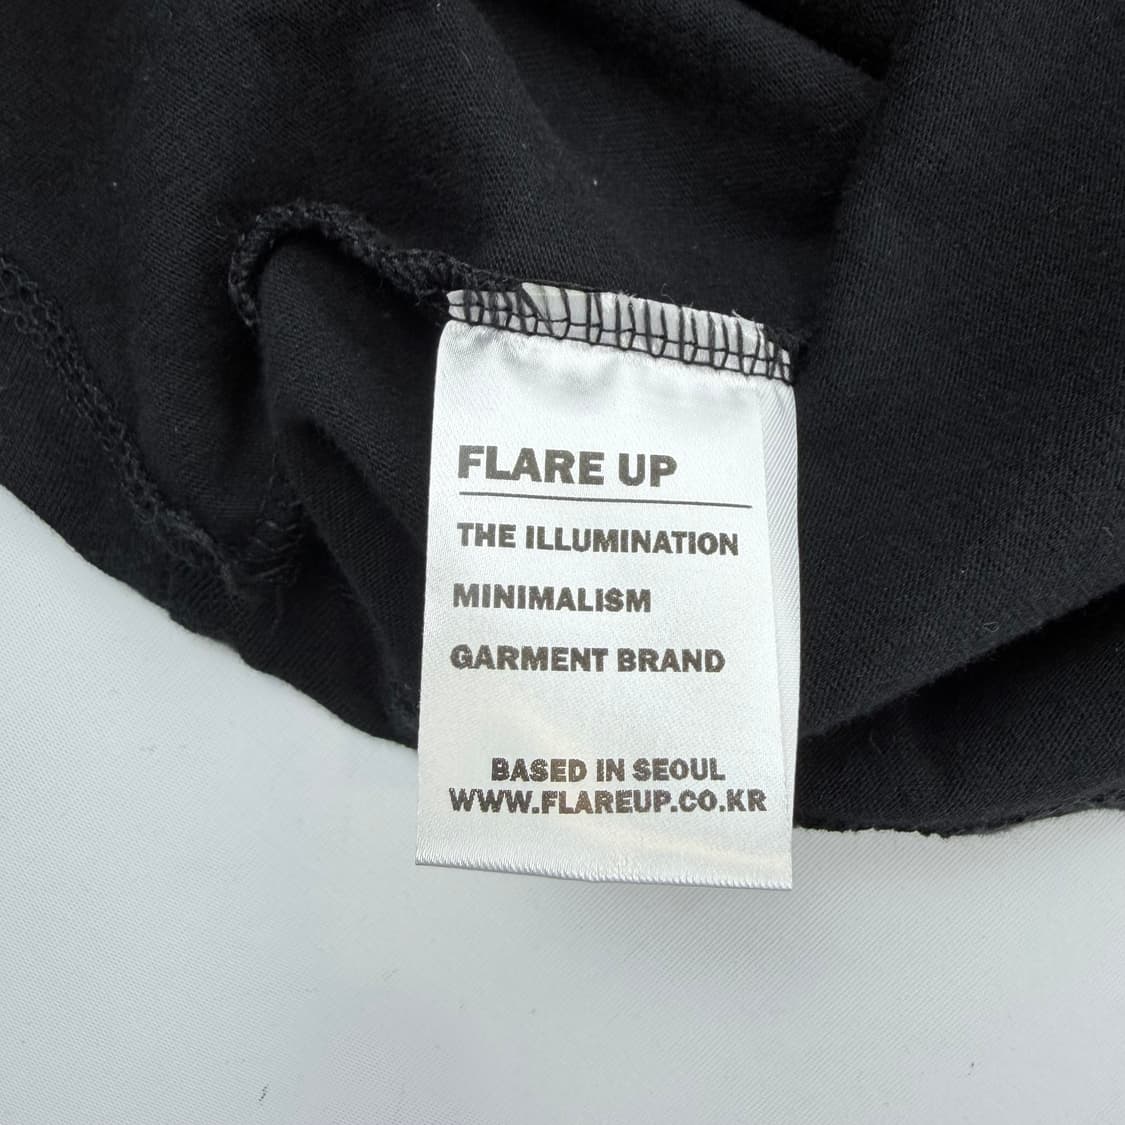 FLARE UP
THE ILLUMINATION
MINIMALISM
GARMENT BRAND
BASED IN SEOUL
WWW.FLAREUP.CO.KR